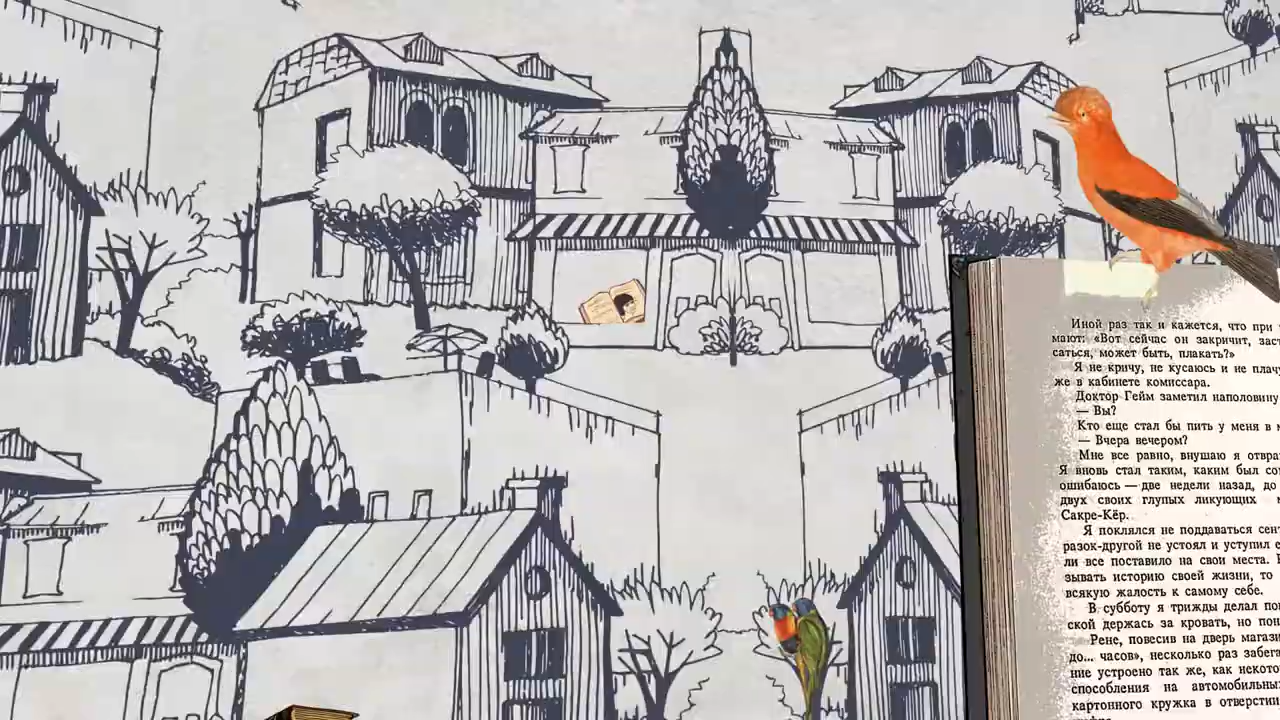 Иной раз так и кажется, что при
мают: «Вот сейчас он закричит, заст
саться, может быть, плакать?»
Я не кричу, не кусаюсь и не плачу
же в кабинете комиссара.
Доктор Гейм заметил наполовину
— Вы?
Кто еще стал бы пить у меня в
— Вчера вечером?
Мне все равно, внушаю я отвра
Я вновь стал таким, каким был со
ошибаюсь — две недели назад, до
двух своих глупых ликующих
Сакре-Кёр.
Я поклялся не поддаваться сен
разок-другой не устоял и уступил
ли все поставило на свои места.
зывать историю своей жизни, то
всякую жалость к самому себе.
В субботу я трижды делал по
ской держась за кровать, но пон
Рене, повесив на дверь магази
до... часов», несколько раз забега
ние устроено так же, как некото
способления на автомобильны
картонного кружка в отверсти